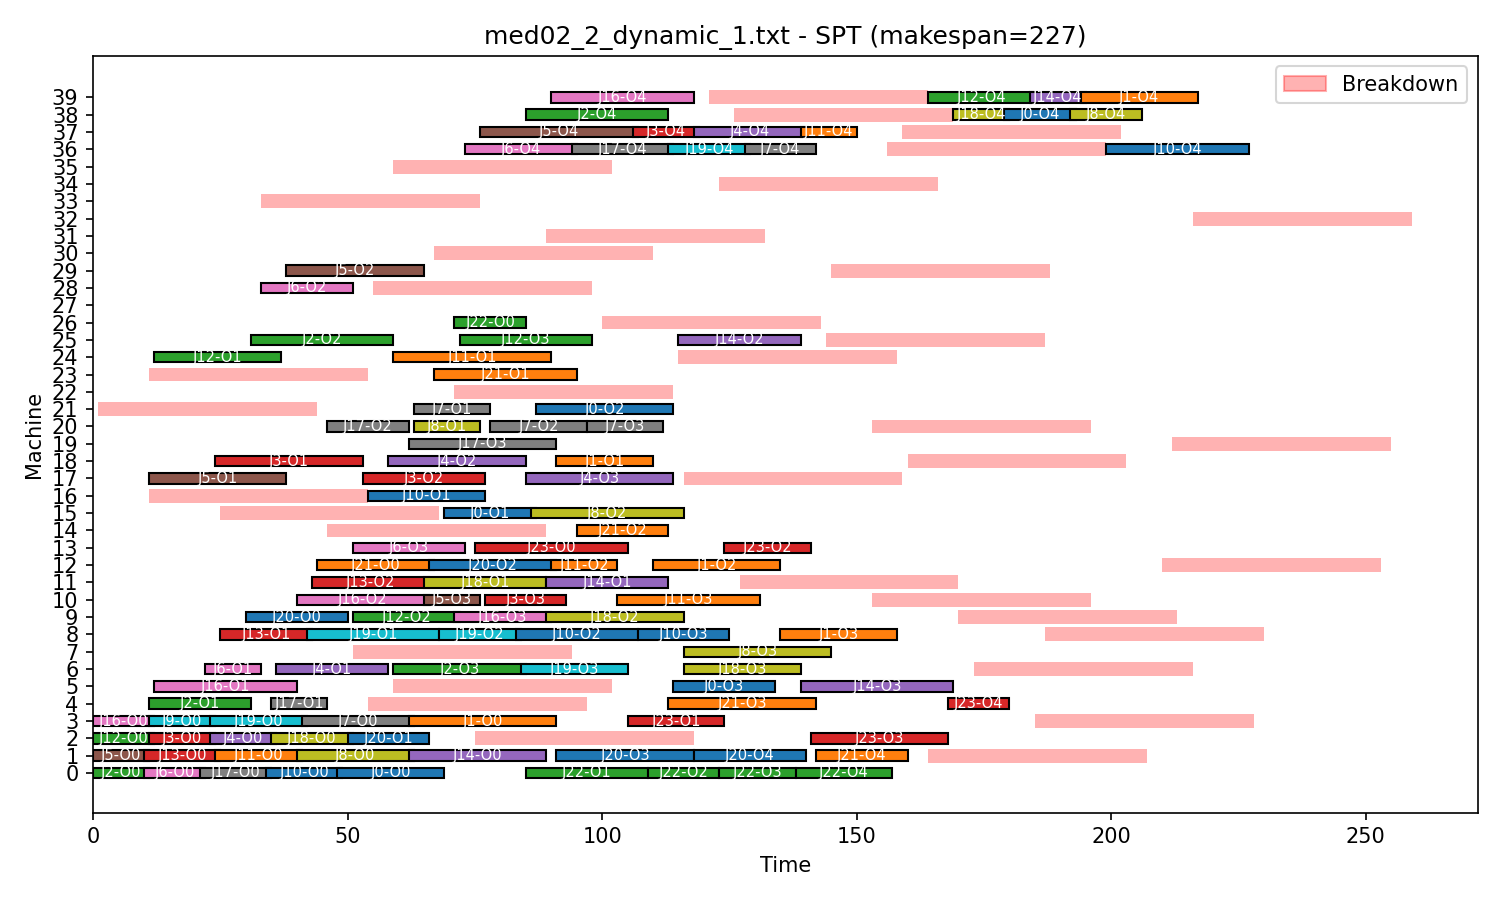 med02_2_dynamic_1.txt - SPT (makespan=227)
Breakdown
Machine
39 J16-O4 J12-O4 J14-O4 J1-O4
38 J2-O4 J18-O4 J0-O4 J8-O4
37 J5-O4 J3-O4 J4-O4 J11-O4
36 J6-O4 J17-O4 J19-O4 J7-O4 J10-O4
35
34
33
32
31
30
29 J5-O2
28 J6-O2
27
26 J22-O0
25 J2-O2 J12-O3 J14-O2
24 J12-O1 J11-O1
23 J21-O1
22
21 J7-O1 J0-O2
20 J17-O2 J8-O1 J7-O2 J7-O3
19 J17-O3
18 J3-O1 J4-O2 J1-O1
17 J5-O1 J3-O2 J4-O3
16 J10-O1
15 J0-O1 J8-O2
14 J21-O2
13 J6-O3 J23-O0 J23-O2
12 J21-O0 J20-O2 J11-O2 J1-O2
11 J13-O2 J18-O1 J14-O1
10 J16-O2 J5-O3 J3-O3 J11-O3
9 J20-O0 J12-O2 J16-O3 J18-O2
8 J13-O1 J19-O1 J19-O2 J10-O2 J10-O3 J1-O3
7 J8-O3
6 J6-O1 J4-O1 J2-O3 J19-O3 J18-O3
5 J16-O1 J0-O3 J14-O3
4 J2-O1 J17-O1 J21-O3 J23-O4
3 J16-O0 J9-O0 J19-O0 J7-O0 J1-O0 J23-O1
2 J12-O0 J3-O0 J4-O0 J18-O0 J20-O1 J23-O3
1 J5-O0 J13-O0 J11-O0 J8-O0 J14-O0 J20-O3 J20-O4 J21-O4
0 J2-O0 J6-O0 J17-O0 J10-O0 J0-O0 J22-O1 J22-O2 J22-O3 J22-O4
0 50 100 150 200 250
Time